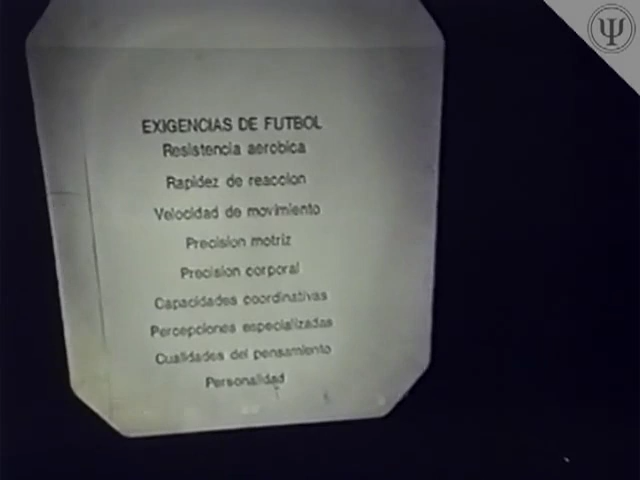 EXIGENCIAS DE FUTBOL
Resistencia aerobica
Rapidez de reaccion
Velocidad de movimiento
Precision motriz
Precision corporal
Capacidades coordinativas
Percepciones especializadas
Cualidades del pensamiento
Personalidad
Ψ